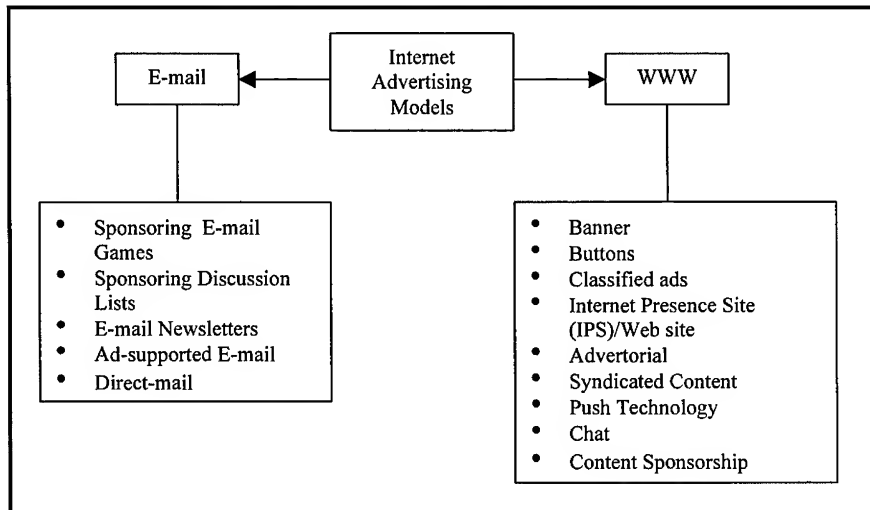 Internet
Advertising
Models
E-mail
WWW
• Sponsoring E-mail
Games
• Sponsoring Discussion
Lists
• E-mail Newsletters
• Ad-supported E-mail
• Direct-mail
• Banner
• Buttons
• Classified ads
• Internet Presence Site
(IPS)/Web site
• Advertorial
• Syndicated Content
• Push Technology
• Chat
• Content Sponsorship